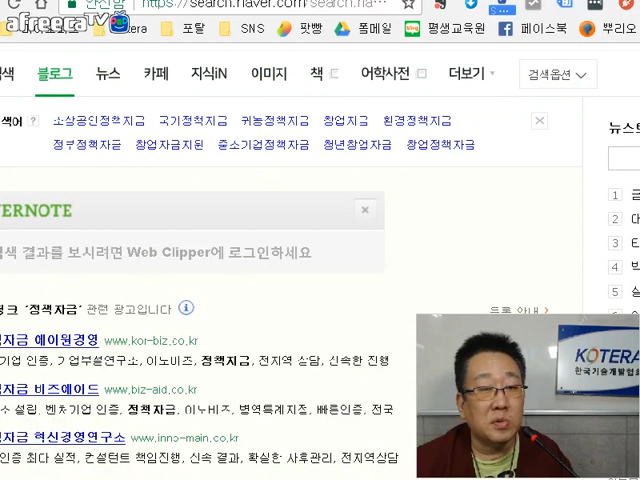 afreecaTV
안전함 https://search.naver.com/search.na
포탈 SNS 팟빵 폼메일 평생교육원 페이스북 뿌리오
블로그 뉴스 카페 지식iN 이미지 책 어학사전 더보기 검색옵션
소상공인정책자금 국가정책자금 귀농정책자금 창업자금 환경정책자금
정부정책자금 창업자금지원 중소기업정책자금 청년창업자금 창업정책자금
뉴스토
1
2
3
4
5
ERNOTE
검색 결과를 보시려면 Web Clipper에 로그인하세요
'정책자금' 관련 광고입니다
등록 안내
자금 에이원경영 www.kor-biz.co.kr
기업 인증, 기업부설연구소, 이노비즈, 정책자금, 전지역 상담, 신속한 진행
자금 비즈에이드 www.biz-aid.co.kr
소 설립, 벤처기업 인증, 정책자금, 이노비즈, 병역특례지정, 빠른인증, 전국
자금 혁신경영연구소 www.inno-main.co.kr
인증 최다 실적, 컨설턴트 책임진행, 신속 결과, 확실한 사후관리, 전지역상담
KOTERA
한국기술개발협회